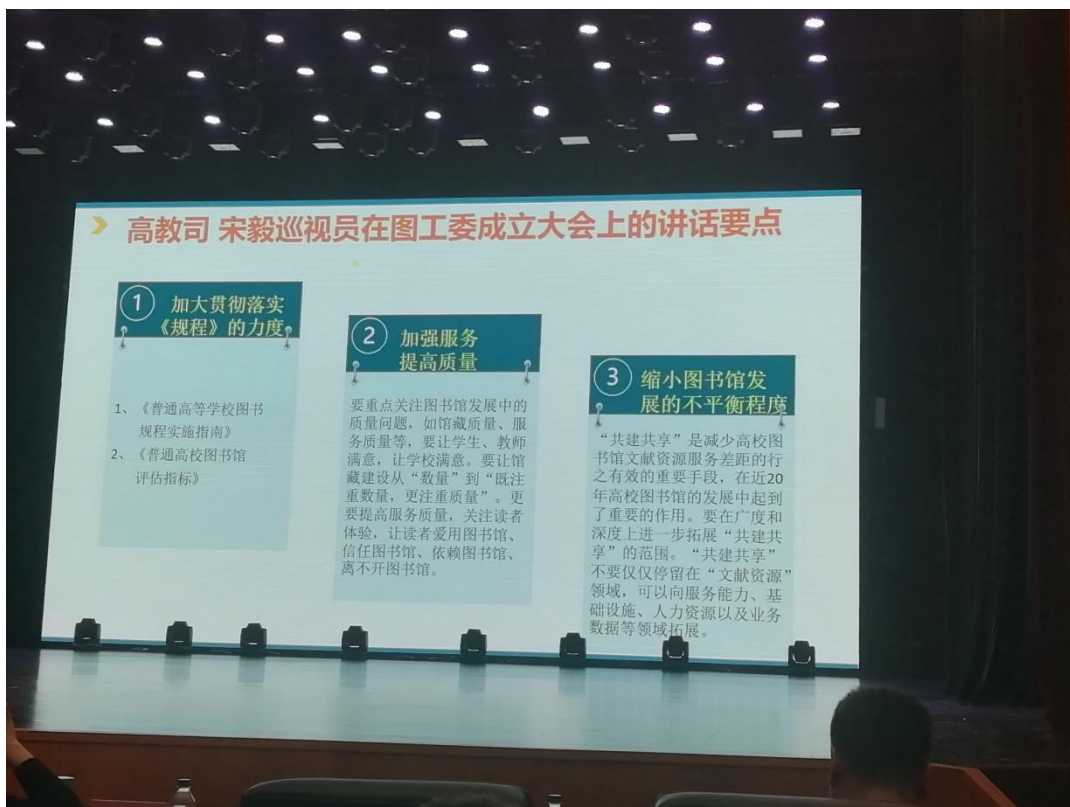 高教司 宋毅巡视员在图工委成立大会上的讲话要点
1
加大贯彻落实
《规程》的力度
1、《普通高等学校图书
规程实施指南》
2、《普通高校图书馆
评估指标》
2
加强服务
提高质量
要重点关注图书馆发展中的
质量问题，如馆藏质量、服
务质量等，要让学生、教师
满意，让学校满意。要让馆
藏建设从“数量”到“既注
重数量，更注重质量”。更
要提高服务质量，关注读者
体验，让读者爱用图书馆、
信任图书馆、依赖图书馆、
离不开图书馆。
3
缩小图书馆发
展的不平衡程度
“共建共享”是减少高校图
书馆文献资源服务差距的行
之有效的重要手段，在近20
年高校图书馆的发展中起到
了重要的作用。要在广度和
深度上进一步拓展“共建共
享”的范围。“共建共享”
不要仅仅停留在“文献资源”
领域，可以向服务能力、基
础设施、人力资源以及业务
数据等领域拓展。